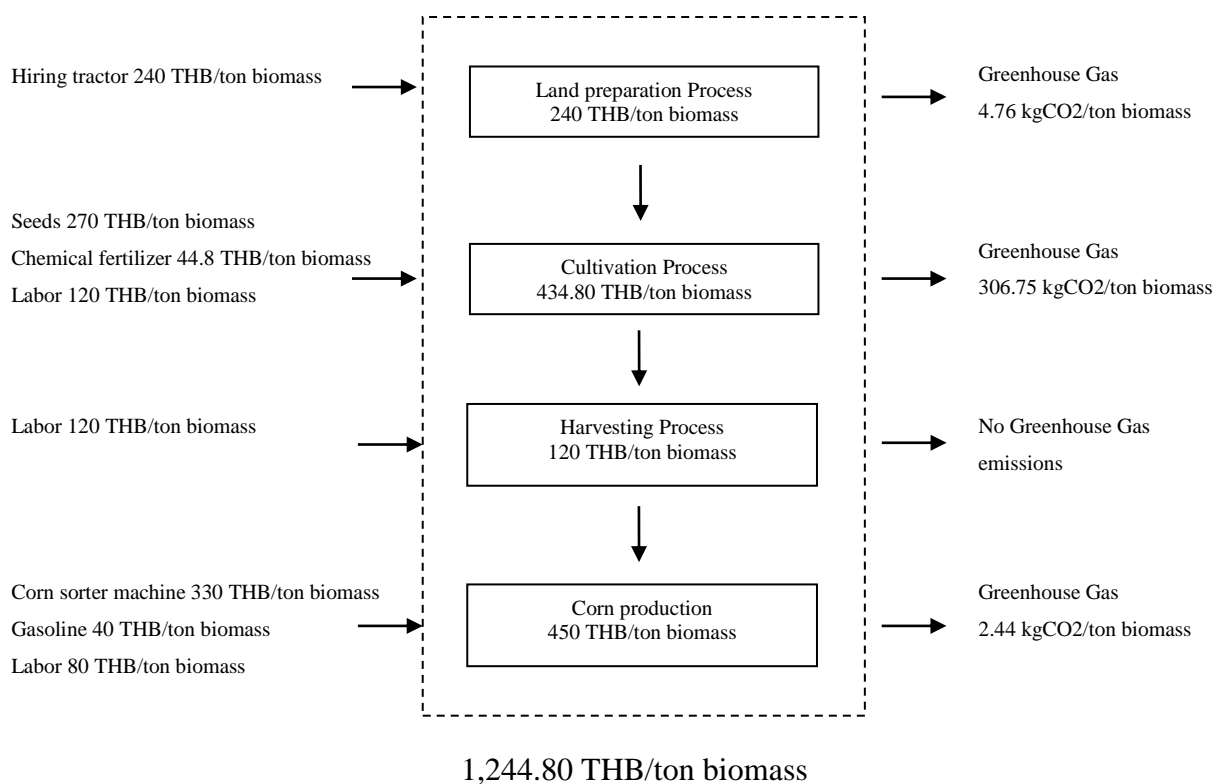 Hiring tractor 240 THB/ton biomass
Land preparation Process
240 THB/ton biomass
Greenhouse Gas
4.76 kgCO2/ton biomass
Seeds 270 THB/ton biomass
Chemical fertilizer 44.8 THB/ton biomass
Labor 120 THB/ton biomass
Cultivation Process
434.80 THB/ton biomass
Greenhouse Gas
306.75 kgCO2/ton biomass
Labor 120 THB/ton biomass
Harvesting Process
120 THB/ton biomass
No Greenhouse Gas
emissions
Corn sorter machine 330 THB/ton biomass
Gasoline 40 THB/ton biomass
Labor 80 THB/ton biomass
Corn production
450 THB/ton biomass
Greenhouse Gas
2.44 kgCO2/ton biomass
1,244.80 THB/ton biomass